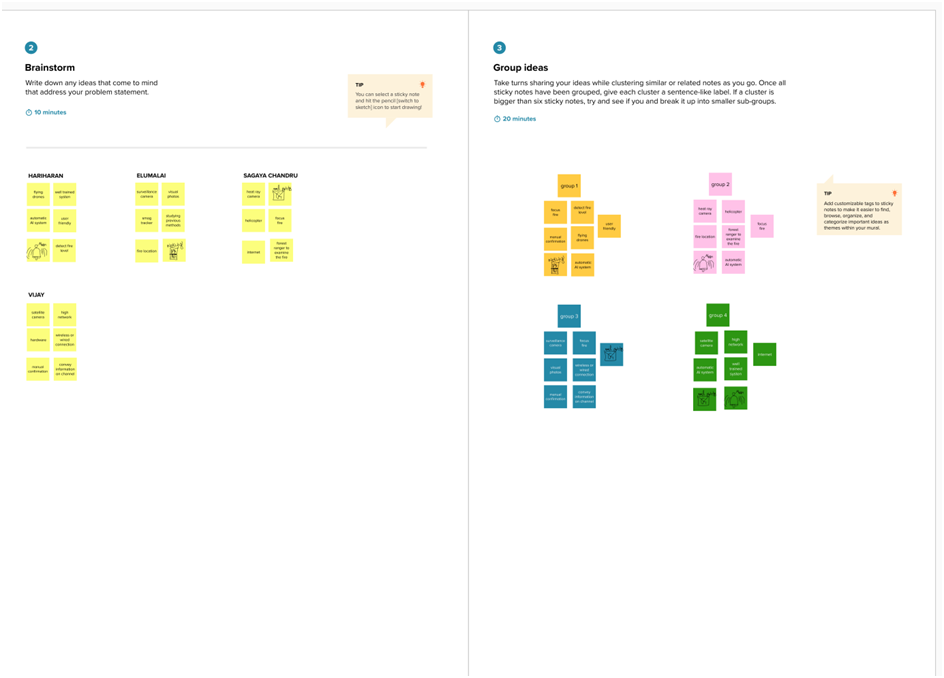 2
Brainstorm
Write down any ideas that come to mind
that address your problem statement.
10 minutes
TIP
You can select a sticky note
and hit the pencil [switch to
sketch] icon to start drawing!
HARIHARAN
flying
drones
well trained
system
automatic
AI system
user
friendly
detect fire
level
ELUMALAI
surveillance
camera
visual
photos
studying
previous
methods
fire location
SAGAYA CHANDRU
heat ray
camera
helicopter
focus
fire
internet
forest
ranger to
examine
the fire
VIJAY
satellite
camera
high
network
hardware
wireless or
wired
connection
manual
confirmation
convey
information
on channel
3
Group ideas
Take turns sharing your ideas while clustering similar or related notes as you go. Once all
sticky notes have been grouped, give each cluster a sentence-like label. If a cluster is
bigger than six sticky notes, try and see if you and break it up into smaller sub-groups.
20 minutes
group 1
focus
fire
detect fire
level
user
friendly
manual
confirmation
flying
drones
automatic
AI system
group 2
heat ray
camera
helicopter
focus
fire
fire location
forest
ranger to
examine
the fire
automatic
AI system
TIP
Add customizable tags to sticky
notes to make it easier to find,
browse, organize, and
categorize important ideas as
themes within your mural.
group 3
surveillance
camera
focus
fire
visual
photos
wireless or
wired
connection
manual
confirmation
convey
information
on channel
group 4
satellite
camera
high
network
internet
automatic
AI system
well
trained
system